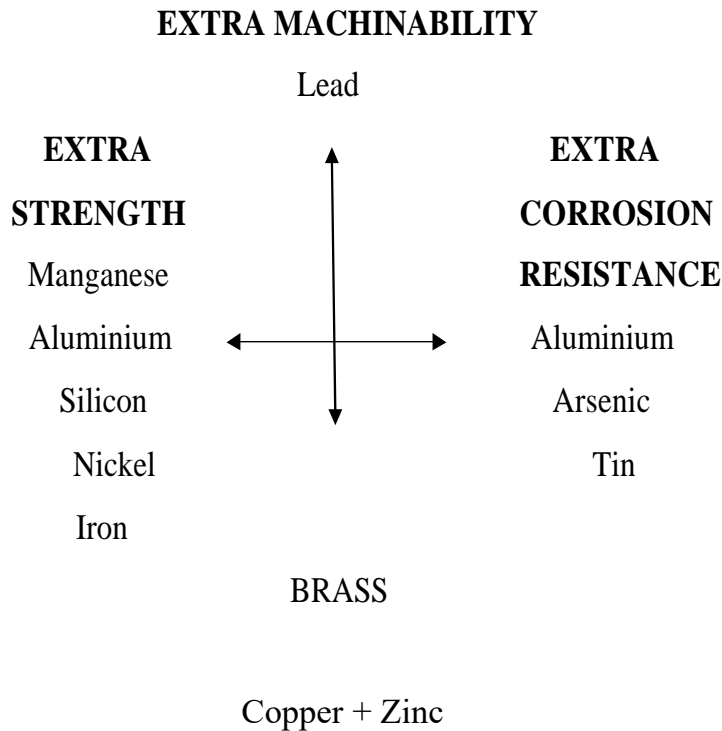 EXTRA MACHINABILITY
Lead
EXTRA
STRENGTH
Manganese
Aluminium
Silicon
Nickel
Iron
EXTRA
CORROSION
RESISTANCE
Aluminium
Arsenic
Tin
BRASS
Copper + Zinc